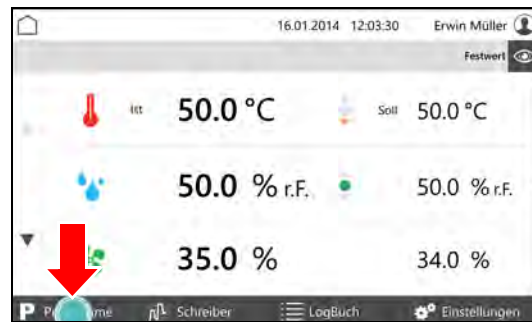 16.01.2014 12:03:30 Erwin Müller
Festwert
Ist 50.0 °C Soll 50.0 °C
50.0 % r.F. 50.0 % r.F.
35.0 % 34.0 %
P Schreiber LogBuch Einstellungen